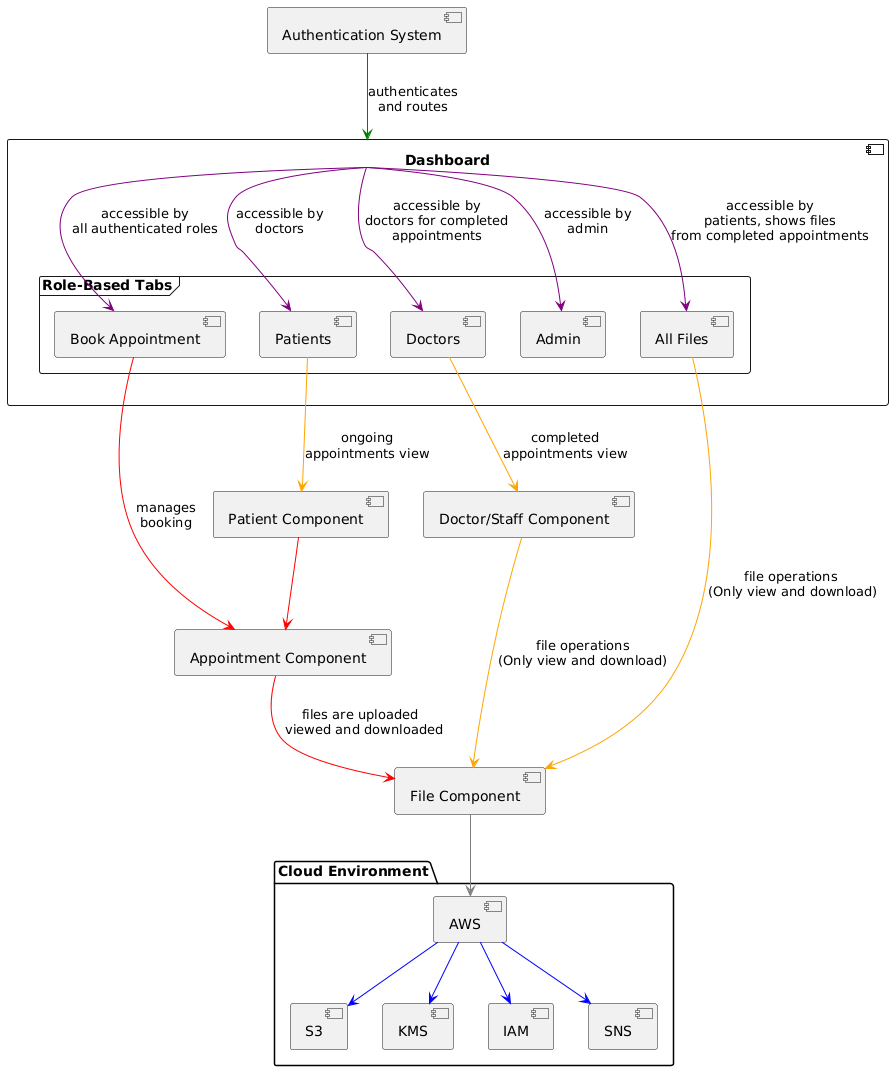 Authentication System
authenticates
and routes
Dashboard
accessible by
all authenticated roles
accessible by
doctors
accessible by
doctors for completed
appointments
accessible by
admin
accessible by
patients, shows files
from completed appointments
Role-Based Tabs
Book Appointment
Patients
Doctors
Admin
All Files
ongoing
appointments view
completed
appointments view
manages
booking
Patient Component
Doctor/Staff Component
file operations
(Only view and download)
Appointment Component
file operations
(Only view and download)
files are uploaded
viewed and downloaded
File Component
Cloud Environment
AWS
S3
KMS
IAM
SNS